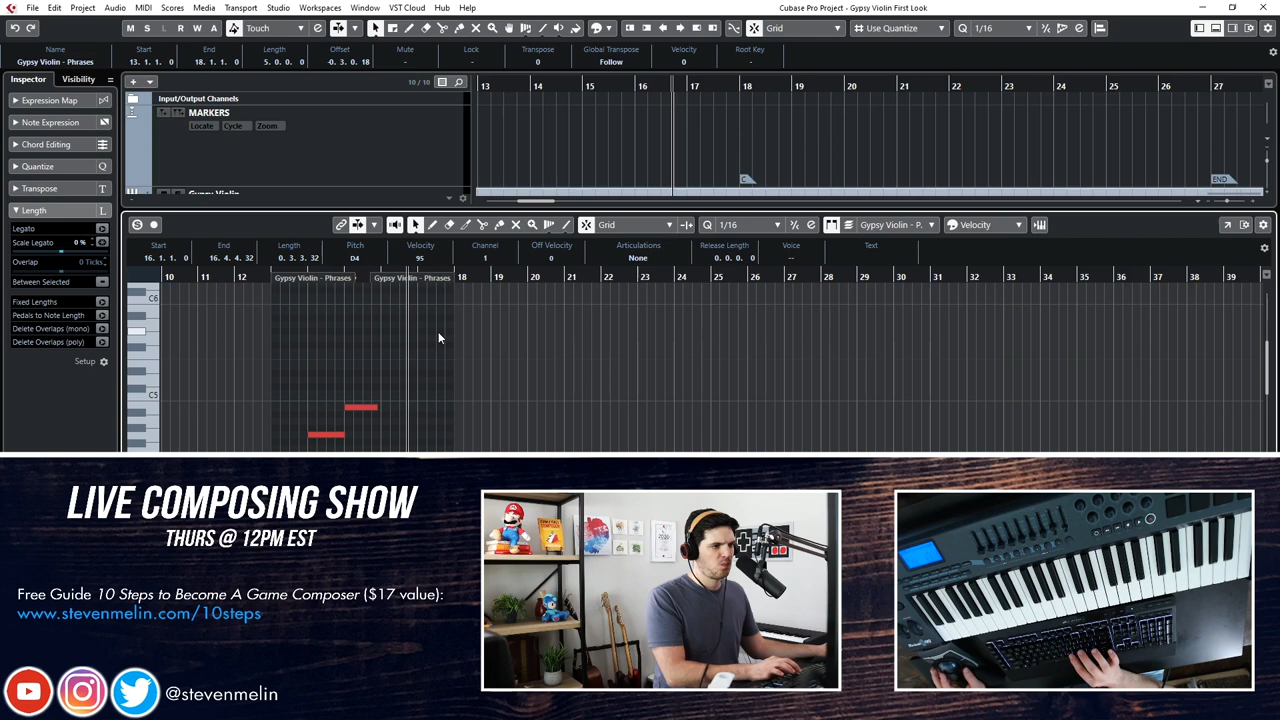 Cubase Pro Project - Gypsy Violin First Look
File Edit Project Audio MIDI Scores Media Transport Studio Workspaces Window VST Cloud Hub Help
M S L R W A Touch Grid Use Quantize 1/16
Name Start End Length Offset Mute Lock Transpose Global Transpose Velocity Root Key
Gypsy Violin - Phrases 13. 1. 1. 0 18. 1. 1. 0 5. 0. 0. 0 -0. 3. 0. 18 - - 0 Follow 0 -
Inspector Visibility
10 / 10
13 14 15 16 17 18 19 20 21 22 23 24 25 26 27
Expression Map
Note Expression
Chord Editing
Quantize Q
Transpose T
Length L
Legato
Scale Legato 0 %
Overlap 0 Ticks
Between Selected
Fixed Lengths
Pedals to Note Length
Delete Overlaps (mono)
Delete Overlaps (poly)
Setup
Input/Output Channels
MARKERS
Locate Cycle Zoom
Gypsy Violin
C END
Grid Q 1/16 Gypsy Violin - P. Velocity
Start End Length Pitch Velocity Channel Off Velocity Articulations Release Length Voice Text
16. 1. 1. 0 16. 4. 4. 32 0. 3. 3. 32 D4 95 1 0 None 0. 0. 0. 0 --
10 11 12 Gypsy Violin - Phrases Gypsy Violin - Phrases 18 19 20 21 22 23 24 25 26 27 28 29 30 31 32 33 34 35 36 37 38 39
C6
C5
LIVE COMPOSING SHOW
THURS @ 12PM EST
Free Guide 10 Steps to Become A Game Composer ($17 value):
www.stevenmelin.com/10steps
@stevenmelin